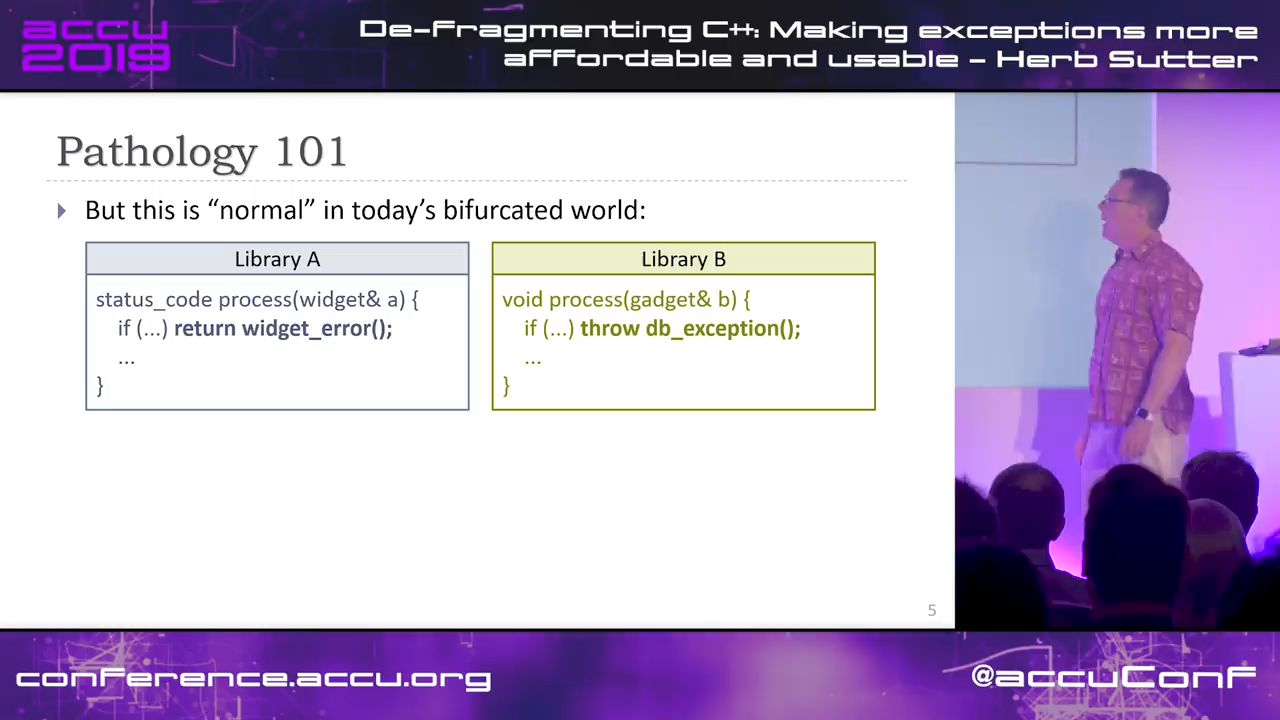 accu
2019
De-Fragmenting C++: Making exceptions more
affordable and usable - Herb Sutter
Pathology 101
But this is “normal” in today’s bifurcated world:
Library A
status_code process(widget& a) {
if (...) return widget_error();
...
}
Library B
void process(gadget& b) {
if (...) throw db_exception();
...
}
5
conference.accu.org
@accuConf